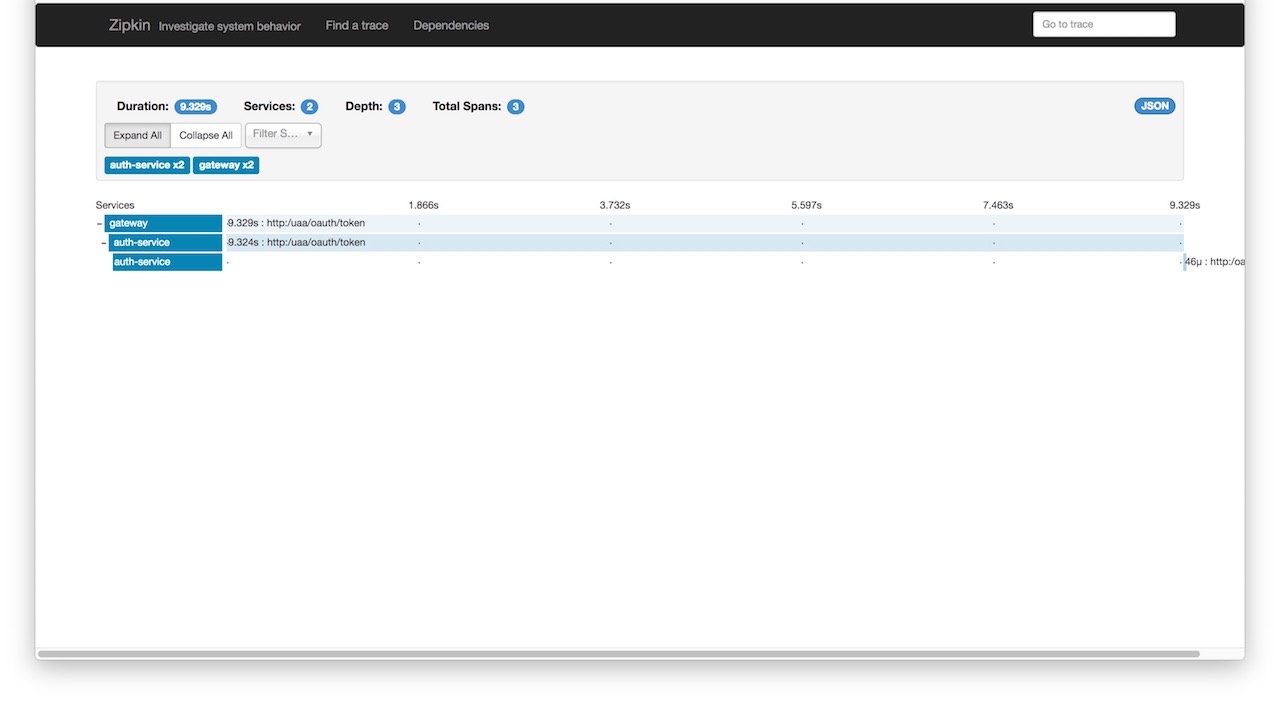 Zipkin Investigate system behavior Find a trace Dependencies Go to trace
Duration: 9.329s Services: 2 Depth: 3 Total Spans: 3 JSON
Expand All Collapse All Filter S... ▼
auth-service x2 gateway x2
Services 1.866s 3.732s 5.597s 7.463s 9.329s
− gateway ·9.329s : http:/uaa/oauth/token · · · · ·
− auth-service ·9.324s : http:/uaa/oauth/token · · · · ·
auth-service · · · · · · 46μ : http:/oa